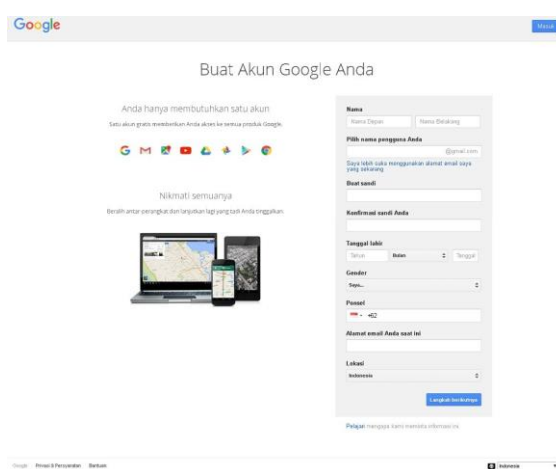 Google
Masuk
Buat Akun Google Anda
Anda hanya membutuhkan satu akun
Satu akun gratis memberikan Anda akses ke semua produk Google.
Nikmati semuanya
Beralih antar perangkat dan lanjutkan lagi yang tadi Anda tinggalkan.
Nama
Nama Depan Nama Belakang
Pilih nama pengguna Anda
@gmail.com
Saya lebih suka menggunakan alamat email saya
yang sekarang
Buat sandi
Konfirmasi sandi Anda
Tanggal lahir
Tahun Bulan Tanggal
Gender
Saya...
Ponsel
+62
Alamat email Anda saat ini
Lokasi
Indonesia
Langkah berikutnya
Pelajari mengapa kami meminta informasi ini.
Google Privasi & Persyaratan Bantuan
Indonesia